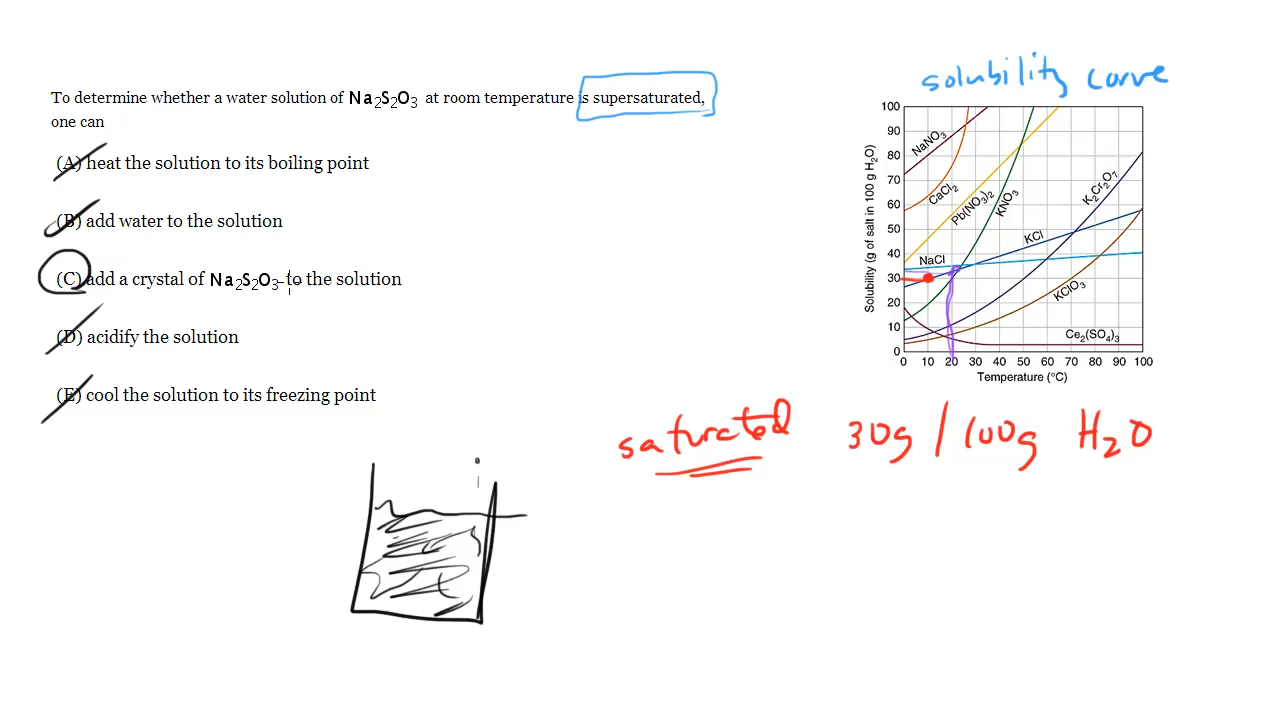 To determine whether a water solution of Na₂S₂O₃ at room temperature is supersaturated,
one can
(A) heat the solution to its boiling point
(B) add water to the solution
(C) add a crystal of Na₂S₂O₃ to the solution
(D) acidify the solution
(E) cool the solution to its freezing point
solubility curve
Solubility (g of salt in 100 g H₂O)
100
90
80
70
60
50
40
30
20
10
0
NaNO₃
CaCl₂
Pb(NO₃)₂
KNO₃
K₂Cr₂O₇
KCl
NaCl
KClO₃
Ce₂(SO₄)₃
0 10 20 30 40 50 60 70 80 90 100
Temperature (°C)
saturated 30g / 100g H₂O